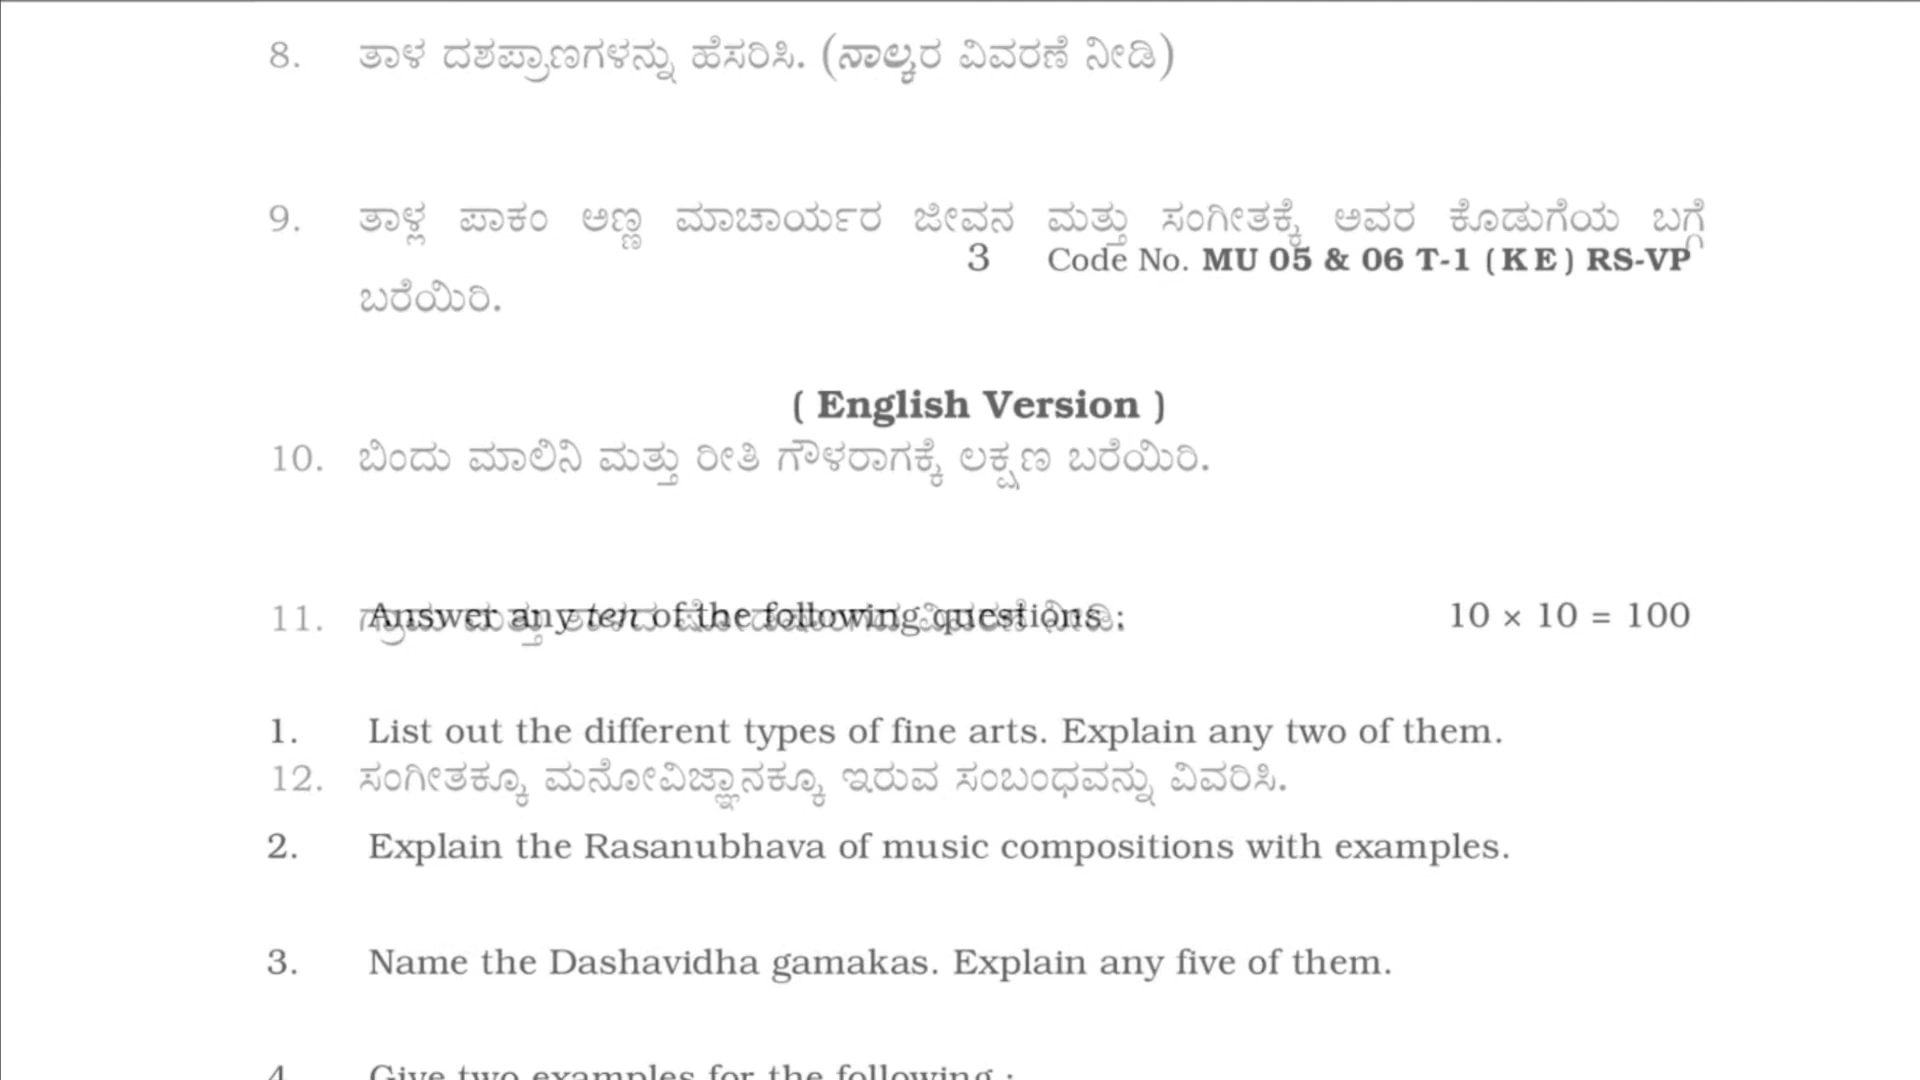 8. ತಾಳ ದಶಪ್ರಾಣಗಳನ್ನು ಹೆಸರಿಸಿ. (ನಾಲ್ಕರ ವಿವರಣೆ ನೀಡಿ)
9. ತಾಳ್ಲ ಪಾಕಂ ಅಣ್ಣ ಮಾಚಾರ್ಯರ ಜೀವನ ಮತ್ತು ಸಂಗೀತಕ್ಕೆ ಅವರ ಕೊಡುಗೆಯ ಬಗ್ಗೆ
3 Code No. MU 05 & 06 T-1 (KE) RS-VP
ಬರೆಯಿರಿ.
( English Version )
10. ಬಿಂದು ಮಾಲಿನಿ ಮತ್ತು ರೀತಿ ಗೌಳರಾಗಕ್ಕೆ ಲಕ್ಷಣ ಬರೆಯಿರಿ.
11.
Answer any ten of the following questions : 10 × 10 = 100
1. List out the different types of fine arts. Explain any two of them.
12. ಸಂಗೀತಕ್ಕೂ ಮನೋವಿಜ್ಞಾನಕ್ಕೂ ಇರುವ ಸಂಬಂಧವನ್ನು ವಿವರಿಸಿ.
2. Explain the Rasanubhava of music compositions with examples.
3. Name the Dashavidha gamakas. Explain any five of them.
4. Give two examples for the following :